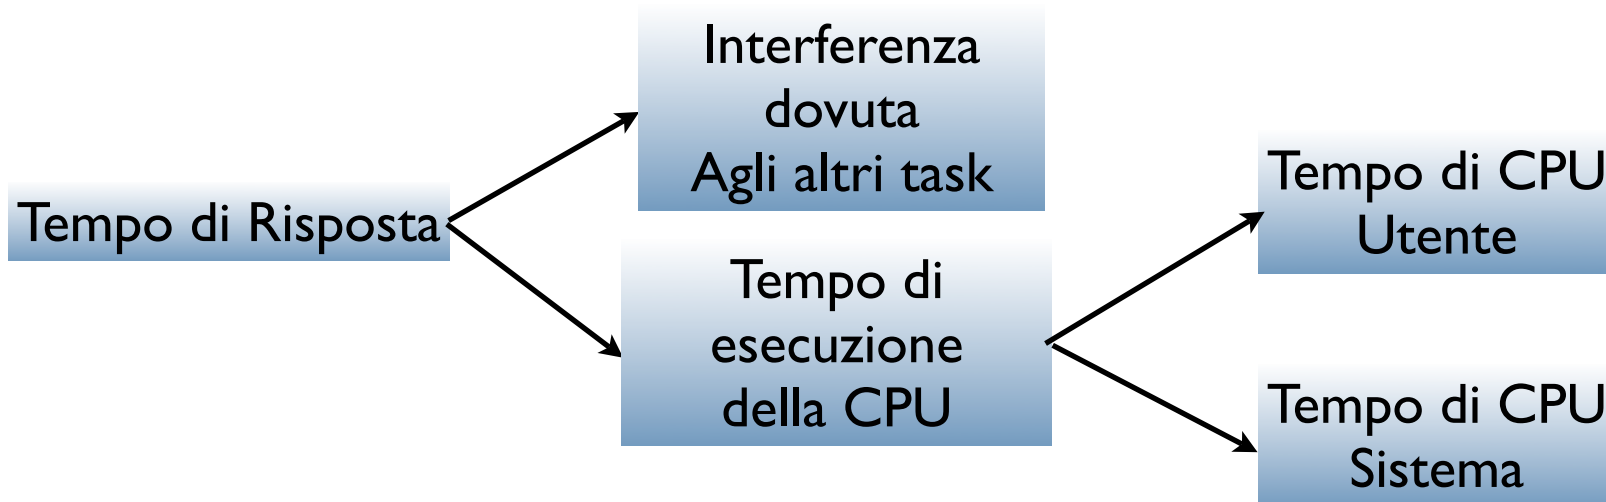 Tempo di Risposta
Interferenza
dovuta
Agli altri task
Tempo di
esecuzione
della CPU
Tempo di CPU
Utente
Tempo di CPU
Sistema